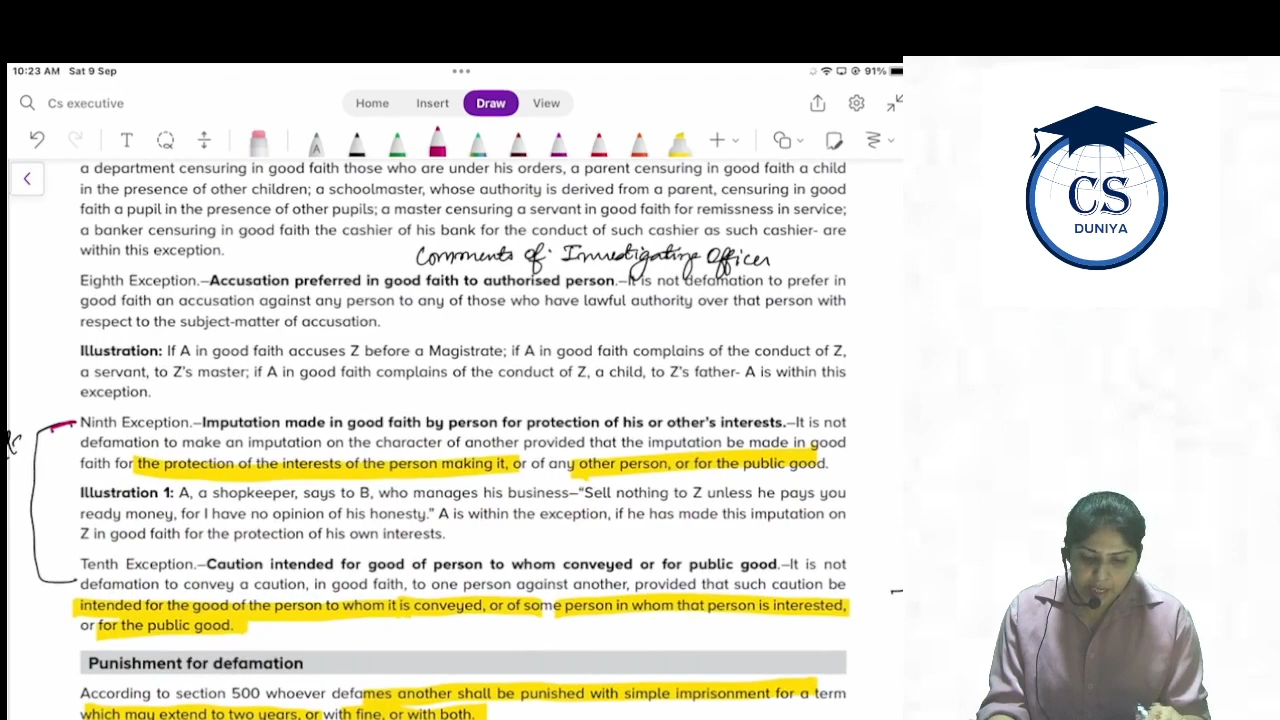 10:23 AM Sat 9 Sep
91%
Cs executive
Home Insert Draw View
T
A
a department censuring in good faith those who are under his orders, a parent censuring in good faith a child
in the presence of other children; a schoolmaster, whose authority is derived from a parent, censuring in good
faith a pupil in the presence of other pupils; a master censuring a servant in good faith for remissness in service;
a banker censuring in good faith the cashier of his bank for the conduct of such cashier as such cashier- are
within this exception.
Comments of Investigating Officer
Eighth Exception.–Accusation preferred in good faith to authorised person.–It is not defamation to prefer in
good faith an accusation against any person to any of those who have lawful authority over that person with
respect to the subject-matter of accusation.
Illustration: If A in good faith accuses Z before a Magistrate; if A in good faith complains of the conduct of Z,
a servant, to Z's master; if A in good faith complains of the conduct of Z, a child, to Z's father- A is within this
exception.
Ninth Exception.–Imputation made in good faith by person for protection of his or other's interests.–It is not
defamation to make an imputation on the character of another provided that the imputation be made in good
faith for the protection of the interests of the person making it, or of any other person, or for the public good.
Illustration 1: A, a shopkeeper, says to B, who manages his business–“Sell nothing to Z unless he pays you
ready money, for I have no opinion of his honesty.” A is within the exception, if he has made this imputation on
Z in good faith for the protection of his own interests.
Tenth Exception.–Caution intended for good of person to whom conveyed or for public good.–It is not
defamation to convey a caution, in good faith, to one person against another, provided that such caution be
intended for the good of the person to whom it is conveyed, or of some person in whom that person is interested,
or for the public good.
Punishment for defamation
According to section 500 whoever defames another shall be punished with simple imprisonment for a term
which may extend to two years, or with fine, or with both.
CS
DUNIYA